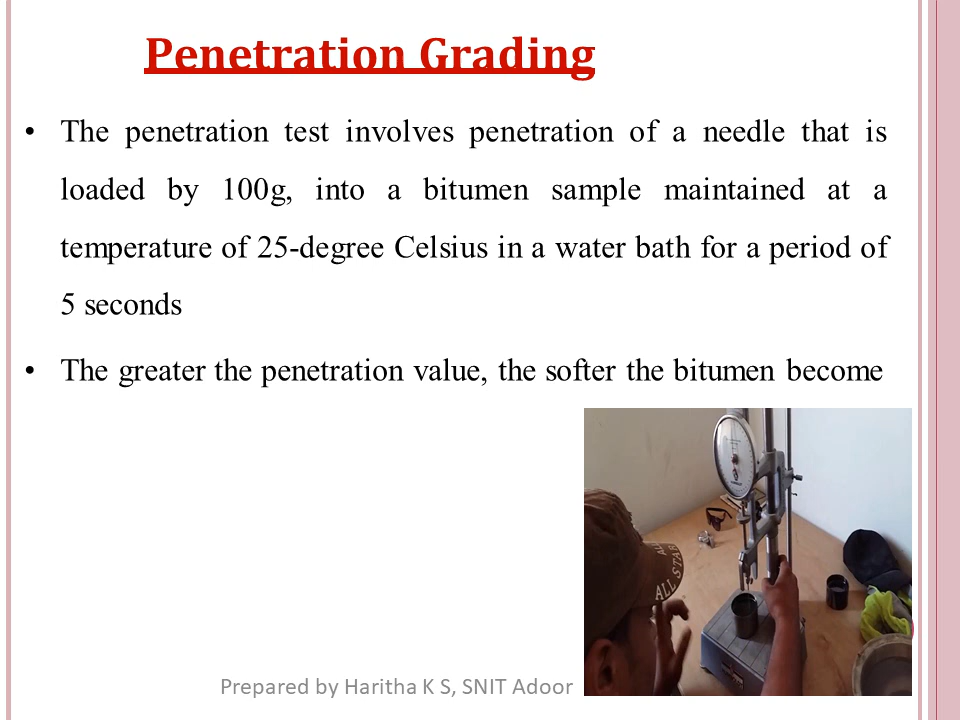 Penetration Grading
• The penetration test involves penetration of a needle that is
loaded by 100g, into a bitumen sample maintained at a
temperature of 25-degree Celsius in a water bath for a period of
5 seconds
• The greater the penetration value, the softer the bitumen become
ALL STAR
Prepared by Haritha K S, SNIT Adoor